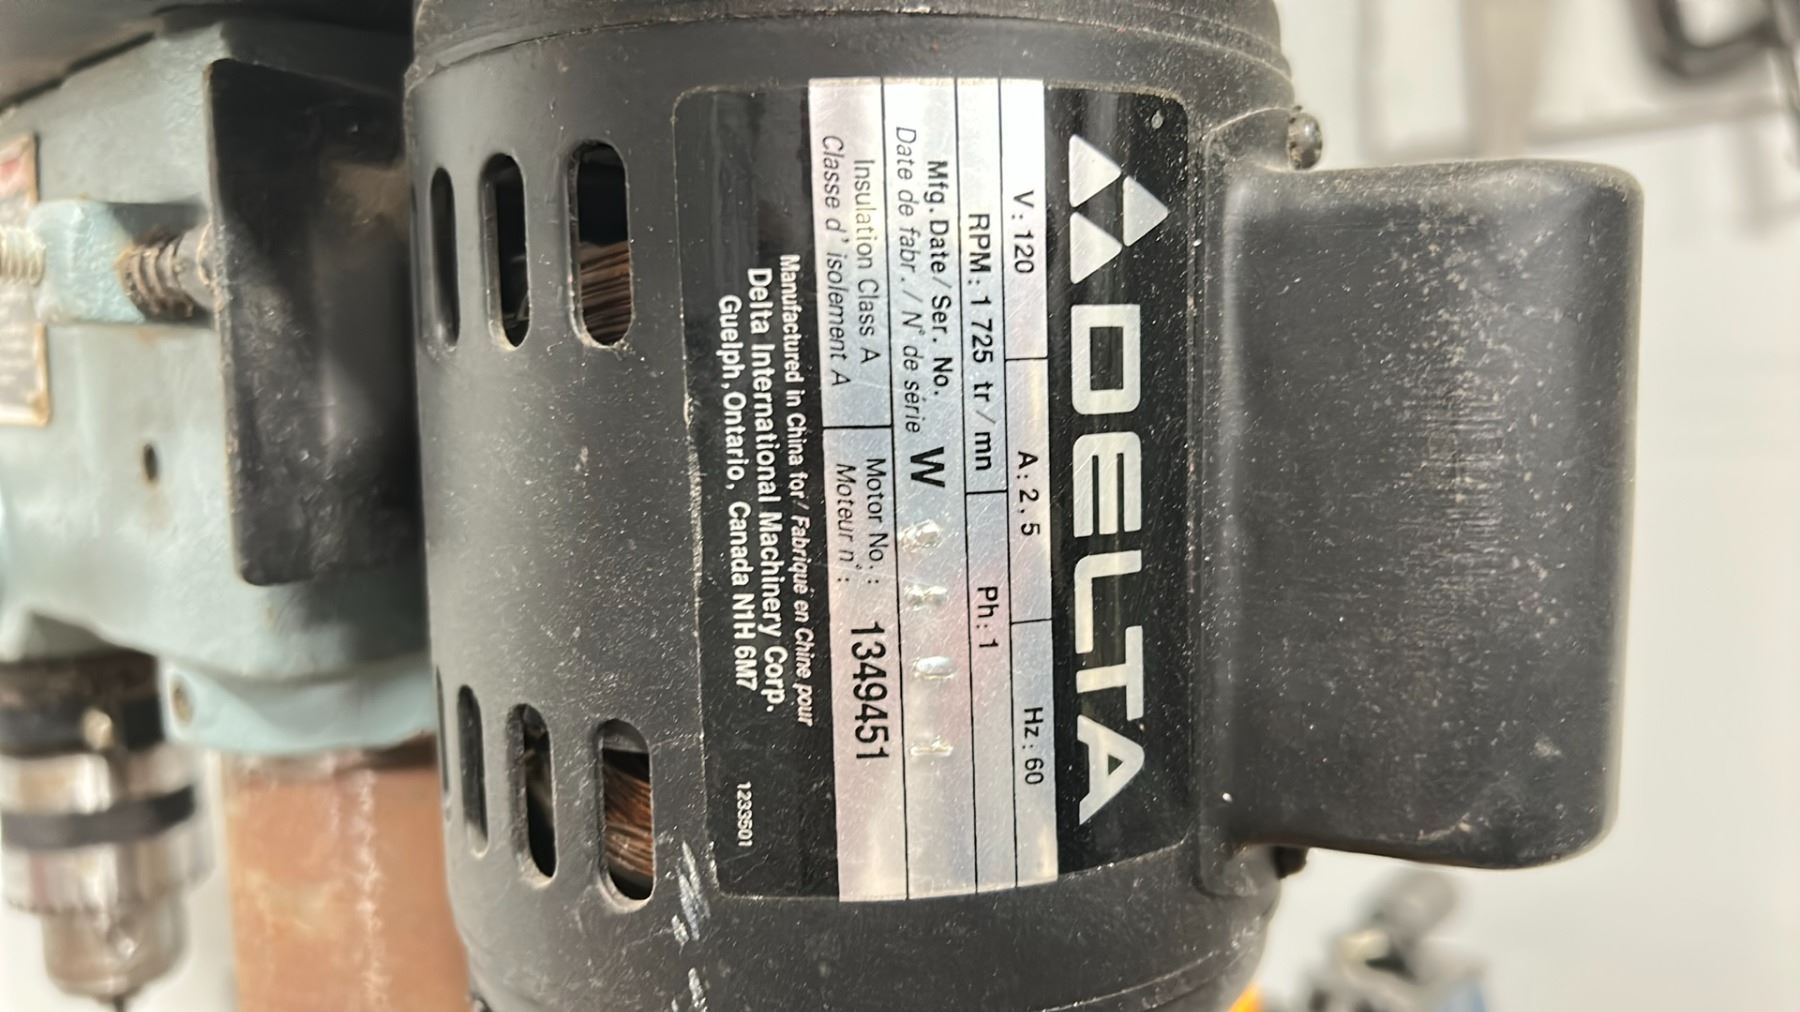 DELTA
V: 120 A: 2.5 Hz: 60
RPM: 1 725 tr/mn Ph: 1
Mfg. Date/Ser. No.
Date de fabr./N° de série W
Insulation Class A Motor No.: 1349451
Classe d'isolement A Moteur n°:
Manufactured in China for/Fabriqué en Chine pour
Delta International Machinery Corp.
Guelph, Ontario, Canada N1H 6M7
1233501